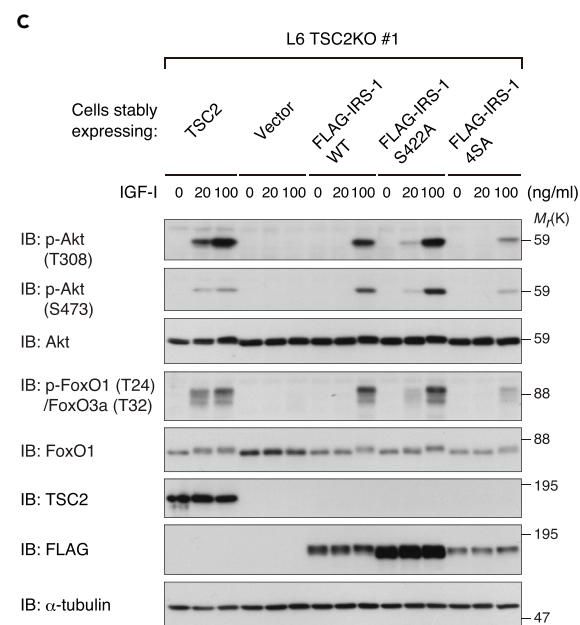 C
L6 TSC2KO #1
Cells stably
expressing:
TSC2
Vector
FLAG-IRS-1
WT
FLAG-IRS-1
S422A
FLAG-IRS-1
4SA
IGF-I 0 20 100 0 20 100 0 20 100 0 20 100 0 20 100 (ng/ml)
Mr(K)
IB: p-Akt
(T308)
59
IB: p-Akt
(S473)
59
IB: Akt
59
IB: p-FoxO1 (T24)
/FoxO3a (T32)
88
88
IB: FoxO1
195
IB: TSC2
195
IB: FLAG
IB: α-tubulin
47